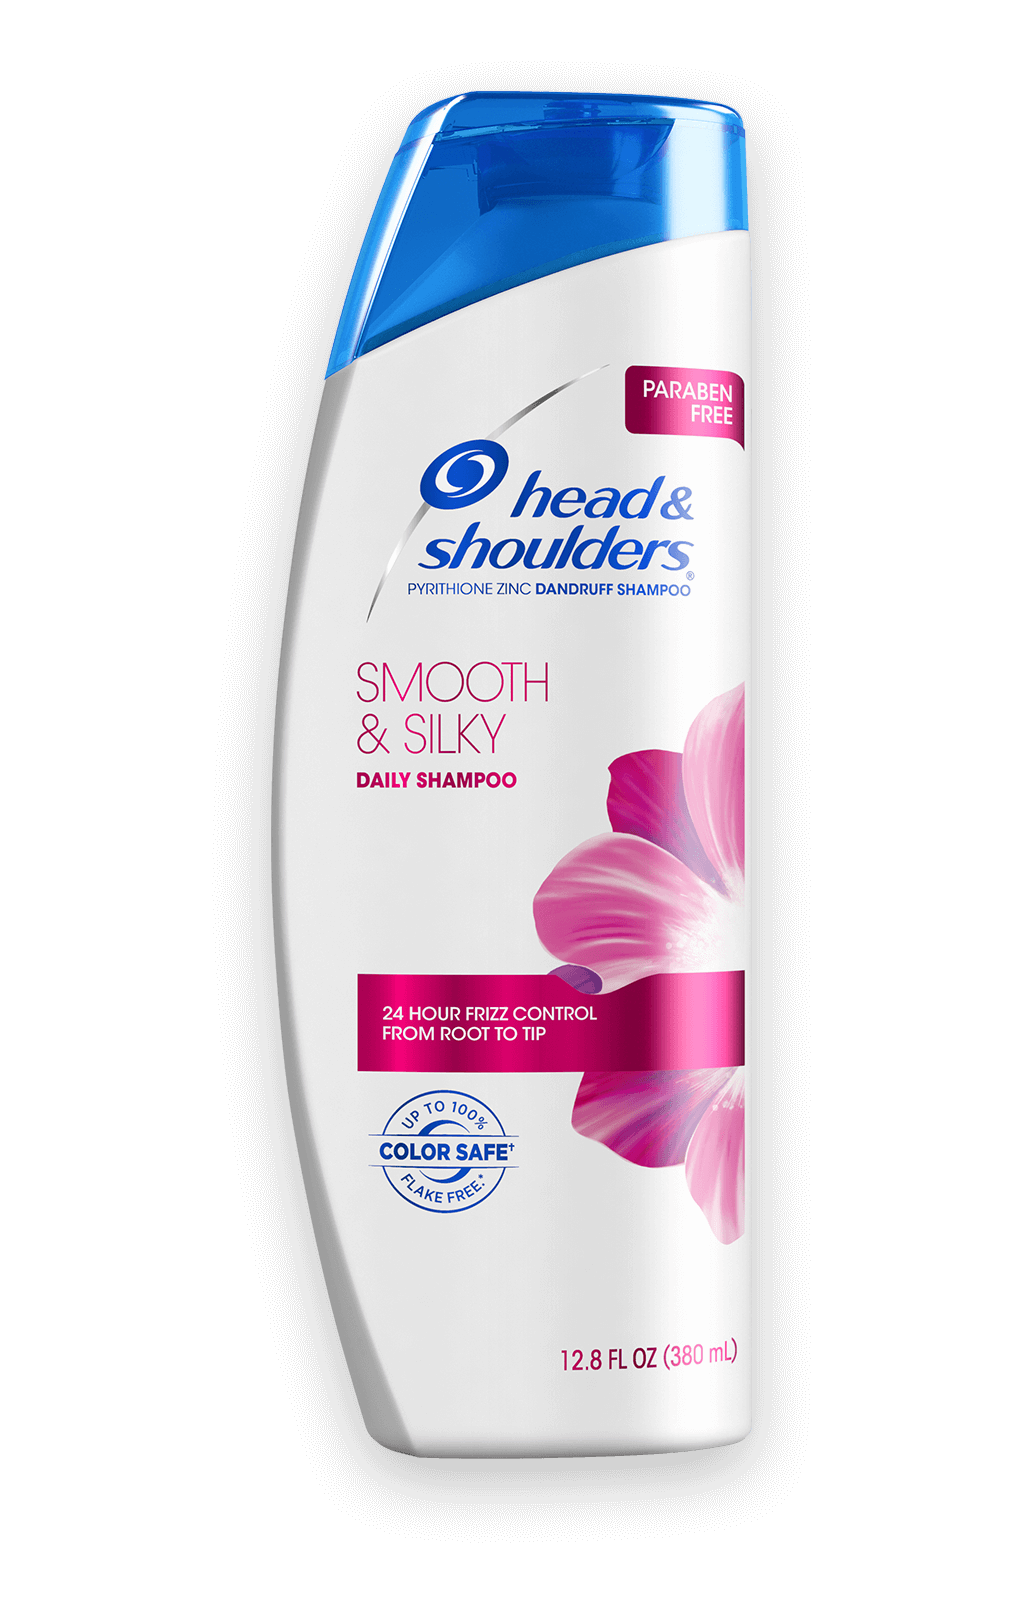 PARABEN
FREE
head &
shoulders®
PYRITHIONE ZINC DANDRUFF SHAMPOO
SMOOTH
& SILKY
DAILY SHAMPOO
24 HOUR FRIZZ CONTROL
FROM ROOT TO TIP
UP TO 100%
COLOR SAFE†
FLAKE FREE.*
12.8 FL OZ (380 mL)